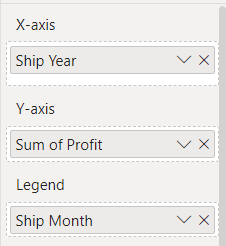 X-axis
Ship Year
Y-axis
Sum of Profit
Legend
Ship Month